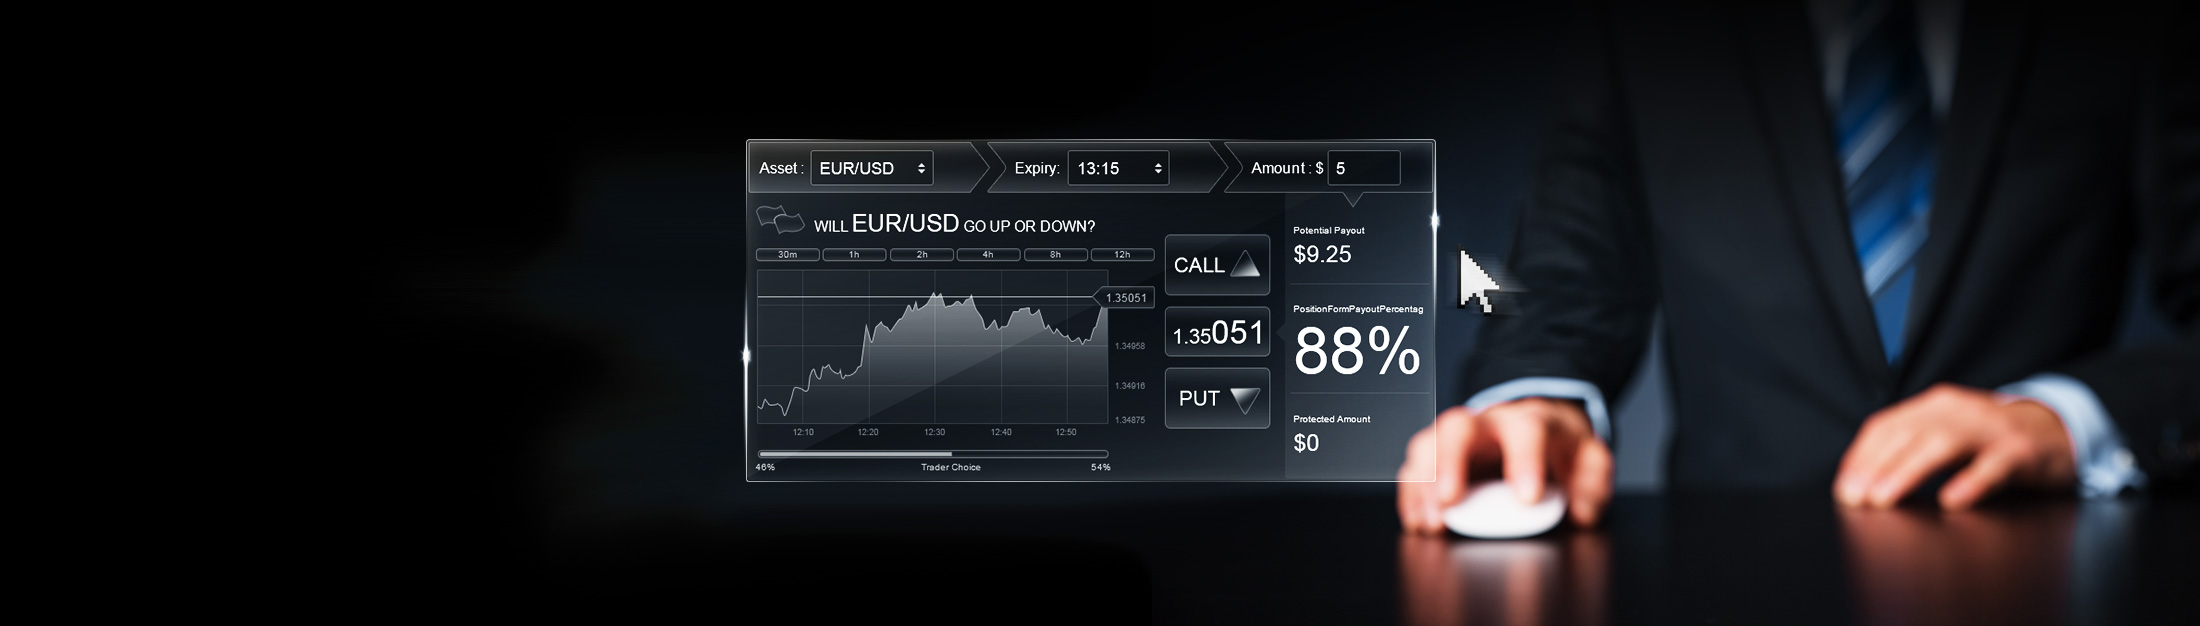 Asset : EUR/USD Expiry: 13:15 Amount : $ 5
WILL EUR/USD GO UP OR DOWN?
30m 1h 2h 4h 8h 12h
1.35051
1.34958
1.34916
1.34875
12:10 12:20 12:30 12:40 12:50
46% Trader Choice 54%
CALL
1.35051
PUT
Potential Payout
$9.25
PositionFormPayoutPercentag
88%
Protected Amount
$0